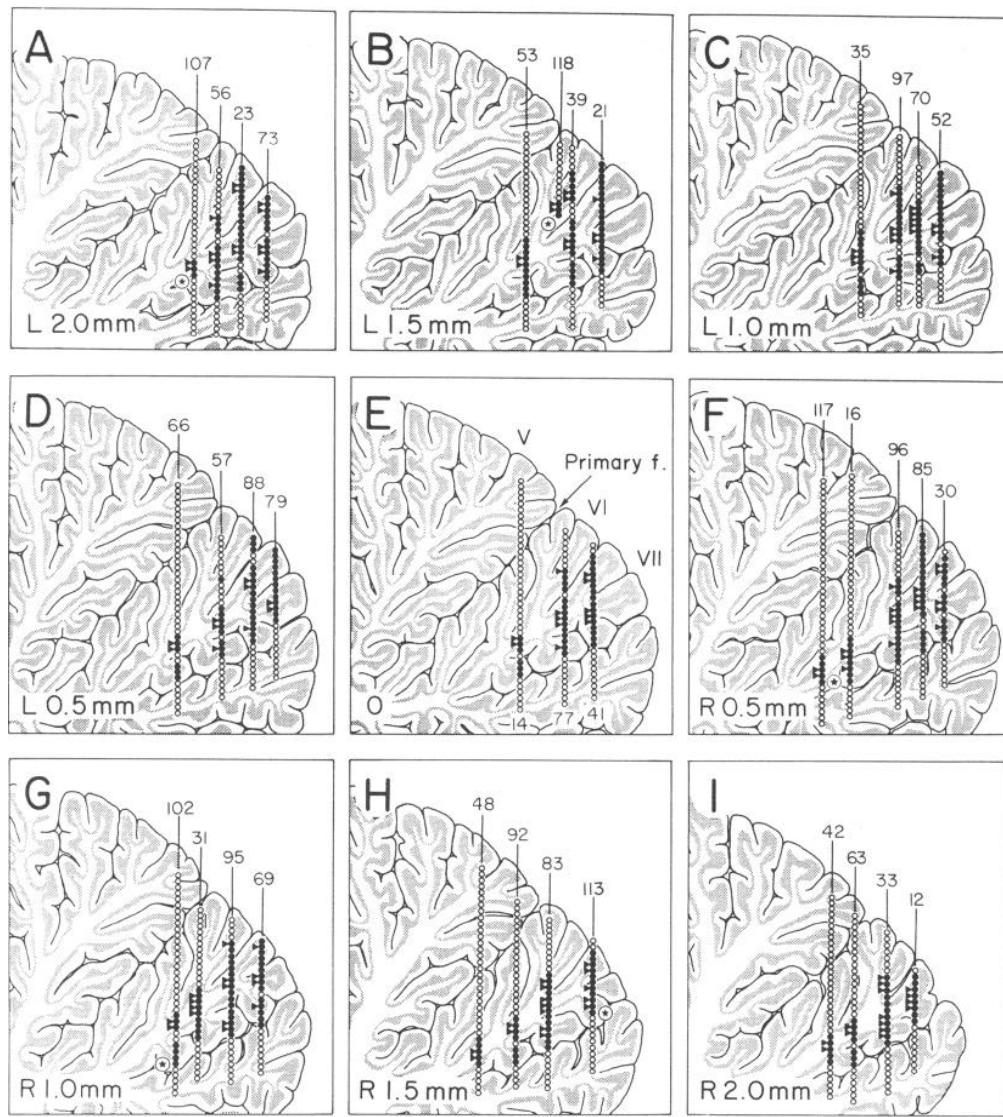 A
107
56
23
73
L 2.0mm
B
53
118
39
21
L 1.5mm
C
35
97
70
52
L 1.0mm
D
66
57
88
79
L 0.5mm
E
V
Primary f.
VI
VII
0
14
77
41
F
117
16
96
85
30
R 0.5mm
G
102
31
95
69
R 1.0mm
H
48
92
83
113
R 1.5mm
I
42
63
33
12
R 2.0mm